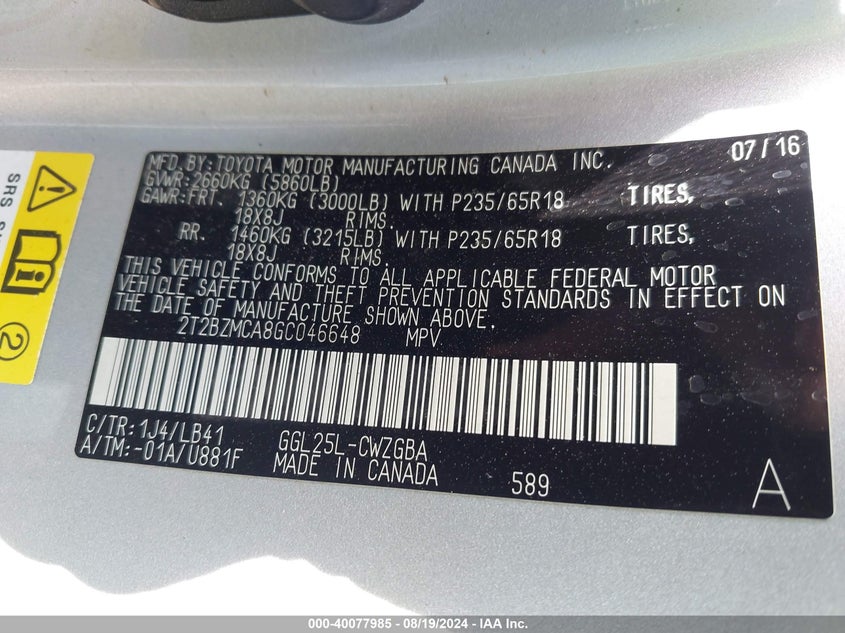 MFD.BY:TOYOTA MOTOR MANUFACTURING CANADA INC. 07/16
GVWR:2660KG (5860LB)
GAWR:FRT. 1360KG (3000LB) WITH P235/65R18 TIRES,
18X8J RIMS.
RR. 1460KG (3215LB) WITH P235/65R18 TIRES,
18X8J RIMS.
THIS VEHICLE CONFORMS TO ALL APPLICABLE FEDERAL MOTOR
VEHICLE SAFETY AND THEFT PREVENTION STANDARDS IN EFFECT ON
THE DATE OF MANUFACTURE SHOWN ABOVE.
2T2BZMCA8GC046648 MPV
C/TR:1J4/LB41 GGL25L-CWZGBA
A/TM:-01A/U881F MADE IN CANADA 589 A
SRS
2
000-40077985 - 08/19/2024 - IAA Inc.